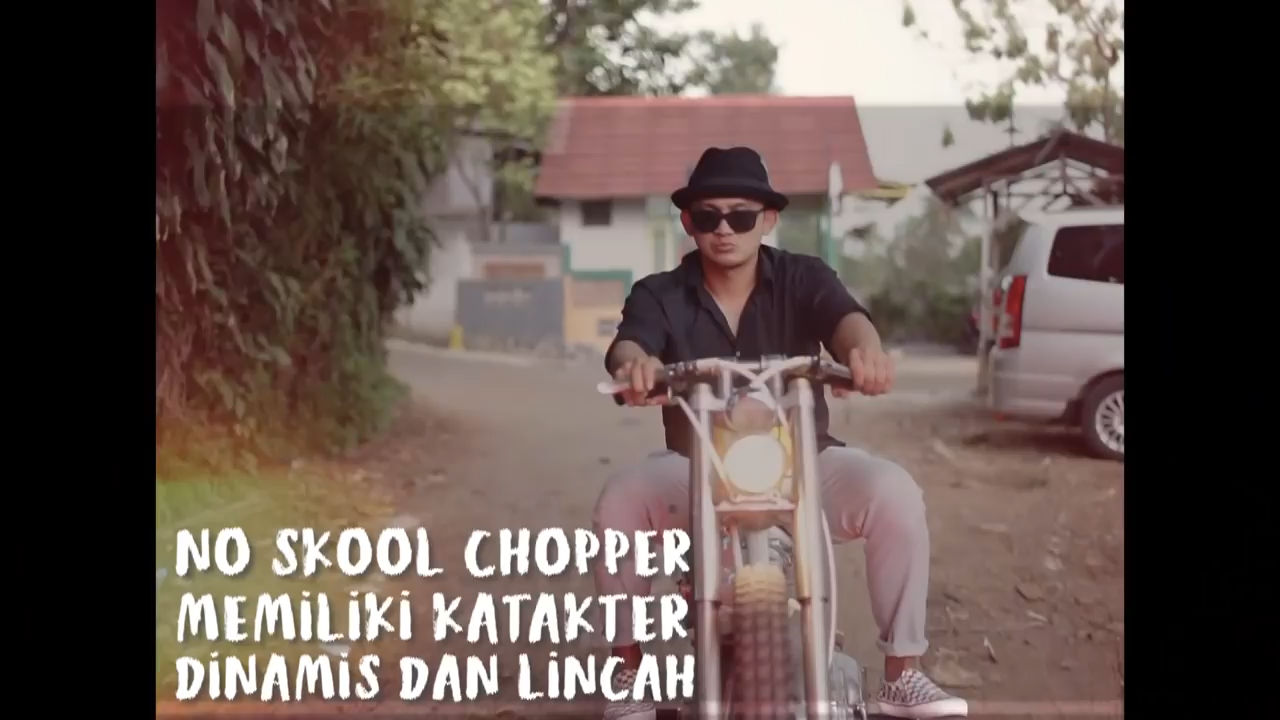 NO SKOOL CHOPPER
MEMILIKI KATAKTER
DINAMIS DAN LINCAH